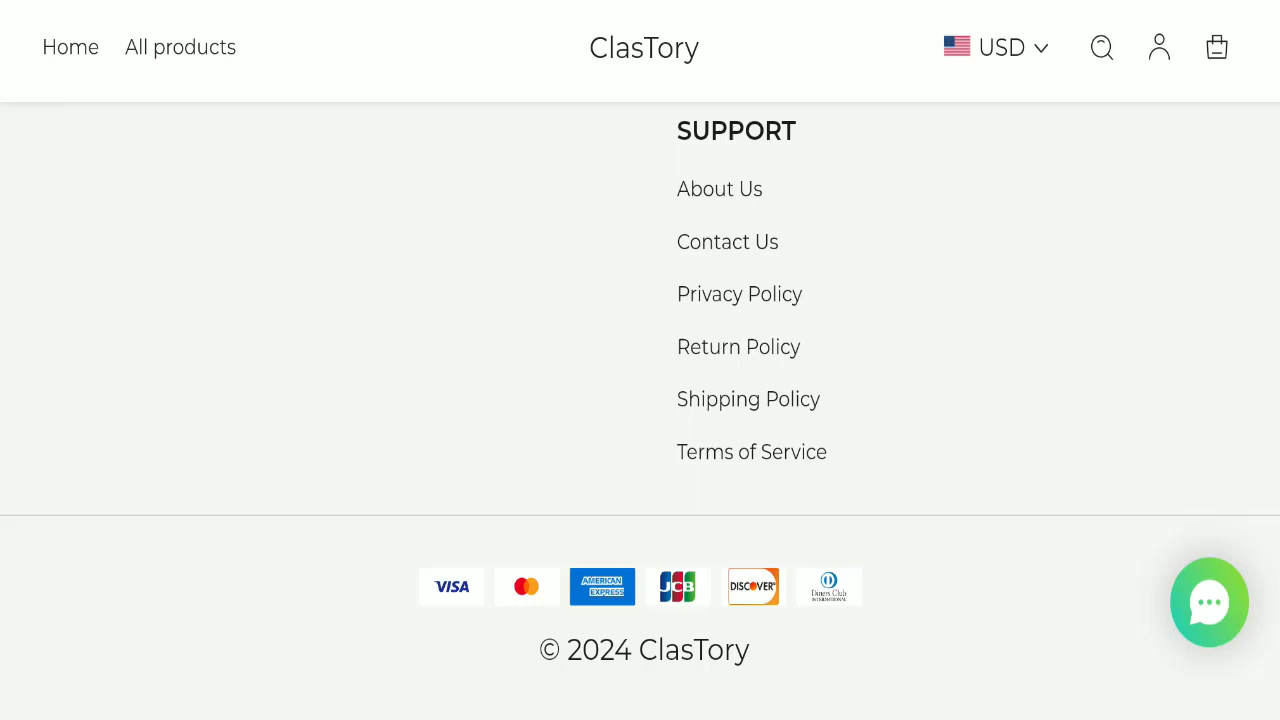 Home All products ClasTory USD
SUPPORT
About Us
Contact Us
Privacy Policy
Return Policy
Shipping Policy
Terms of Service
VISA AMERICAN EXPRESS JCB DISCOVER Diners Club INTERNATIONAL
© 2024 ClasTory